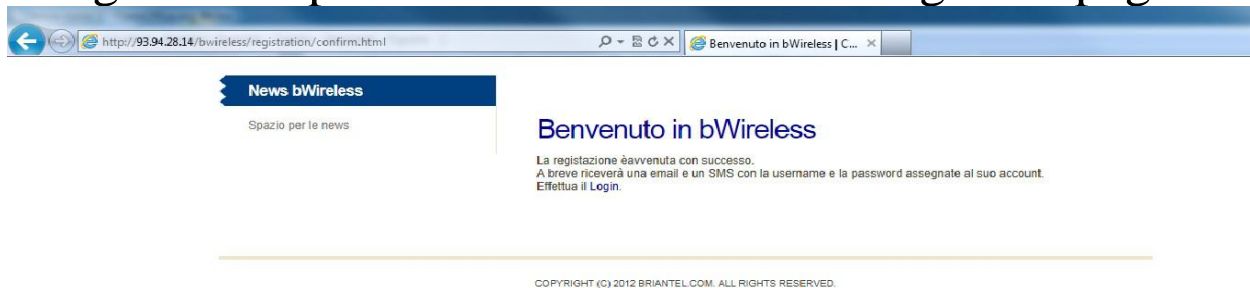 http://93.94.28.14/bwireless/registration/confirm.html
Benvenuto in bWireless | C...
News bWireless
Spazio per le news
Benvenuto in bWireless
La registazione èavvenuta con successo.
A breve riceverà una email e un SMS con la username e la password assegnate al suo account.
Effettua il Login.
COPYRIGHT (C) 2012 BRIANTEL.COM. ALL RIGHTS RESERVED.